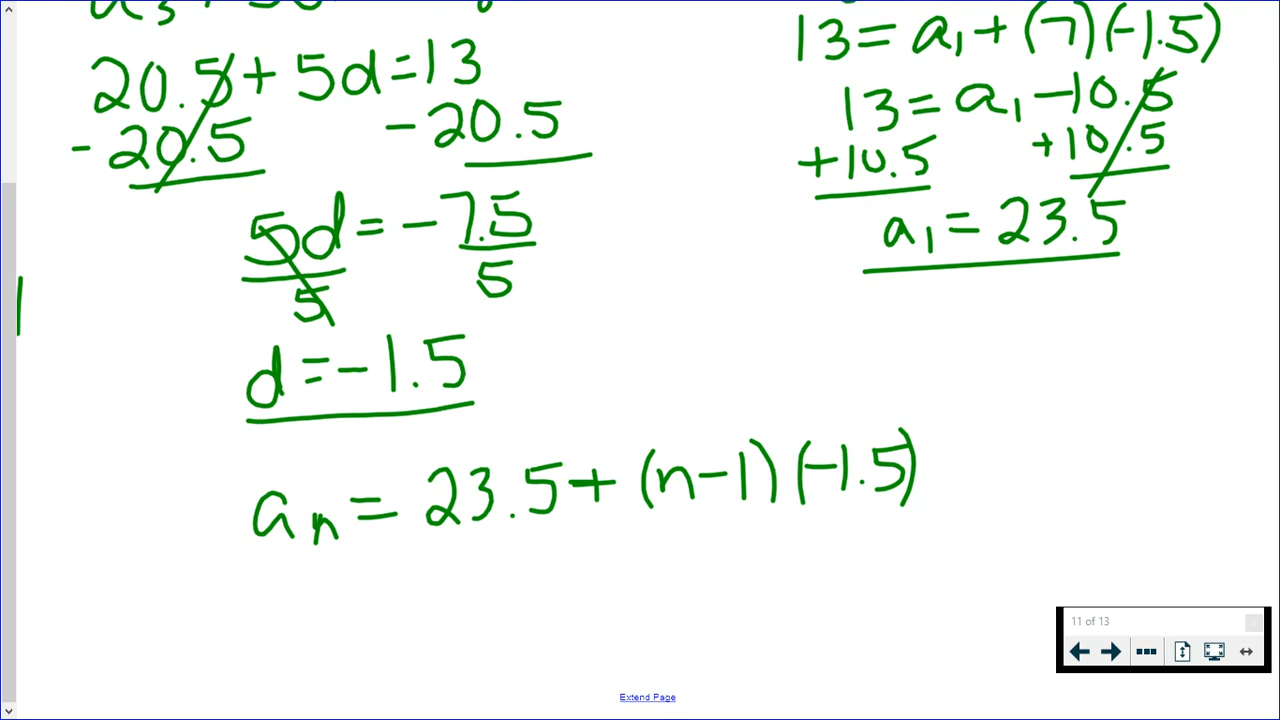 20.5 + 5d = 13
- 20.5 - 20.5
5d = - 7.5
5 5
d = -1.5
13 = a₁ + (7)(-1.5)
13 = a₁ - 10.5
+10.5 +10.5
a₁ = 23.5
aₙ = 23.5 + (n-1)(-1.5)
11 of 13
Extend Page